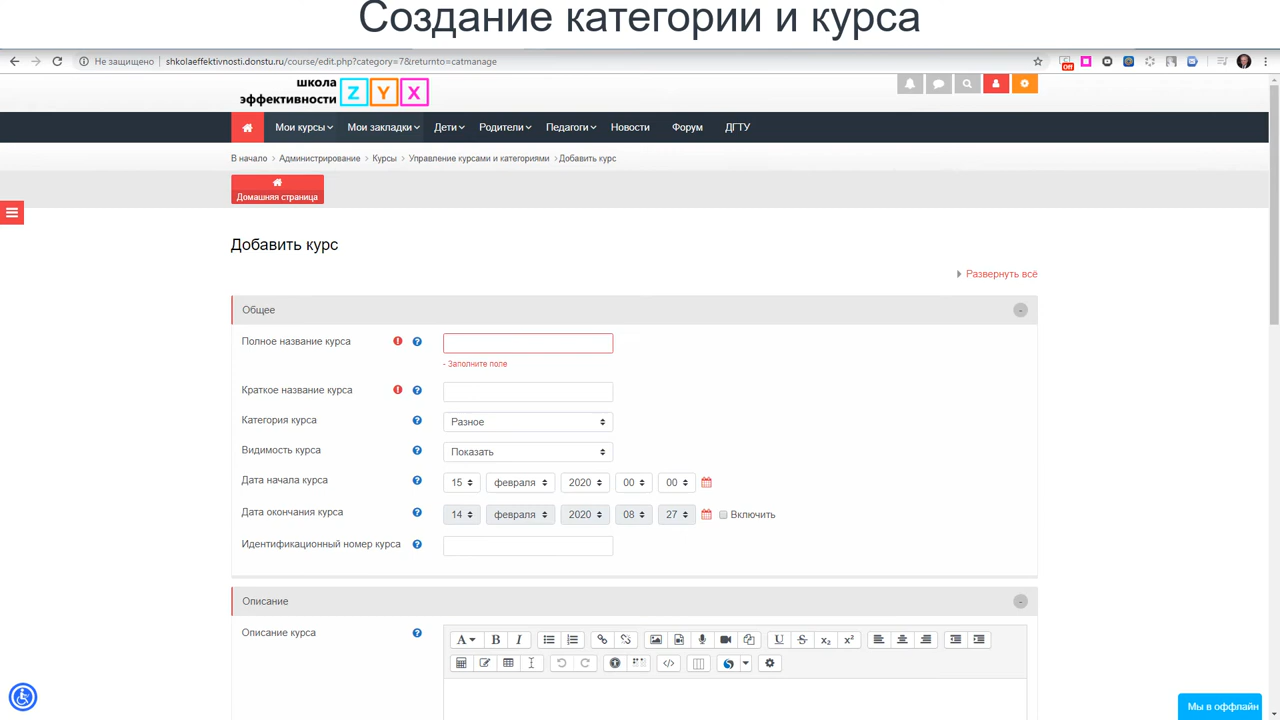 Создание категории и курса
Не защищено shkolaeffektivnosti.donstu.ru/course/edit.php?category=7&returnto=catmanage
Off
школа
эффективности Z Y X
Мои курсы Мои закладки Дети Родители Педагоги Новости Форум ДГТУ
В начало Администрирование Курсы Управление курсами и категориями Добавить курс
Домашняя страница
Добавить курс
Развернуть всё
Общее
Полное название курса
- Заполните поле
Краткое название курса
Категория курса Разное
Видимость курса Показать
Дата начала курса 15 февраля 2020 00 00
Дата окончания курса 14 февраля 2020 08 27 Включить
Идентификационный номер курса
Описание
Описание курса
A B I U S x₂ x²
</>
Мы в оффлайн